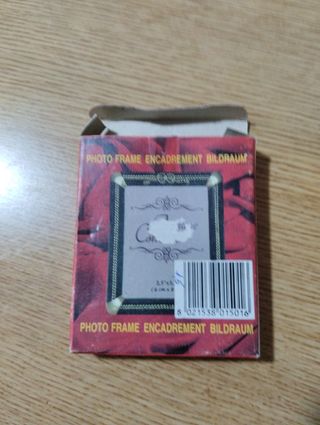 PHOTO FRAME ENCADREMENT BILDRAUM
PHOTO FRAME ENCADREMENT BILDRAUM
8 021538 015016